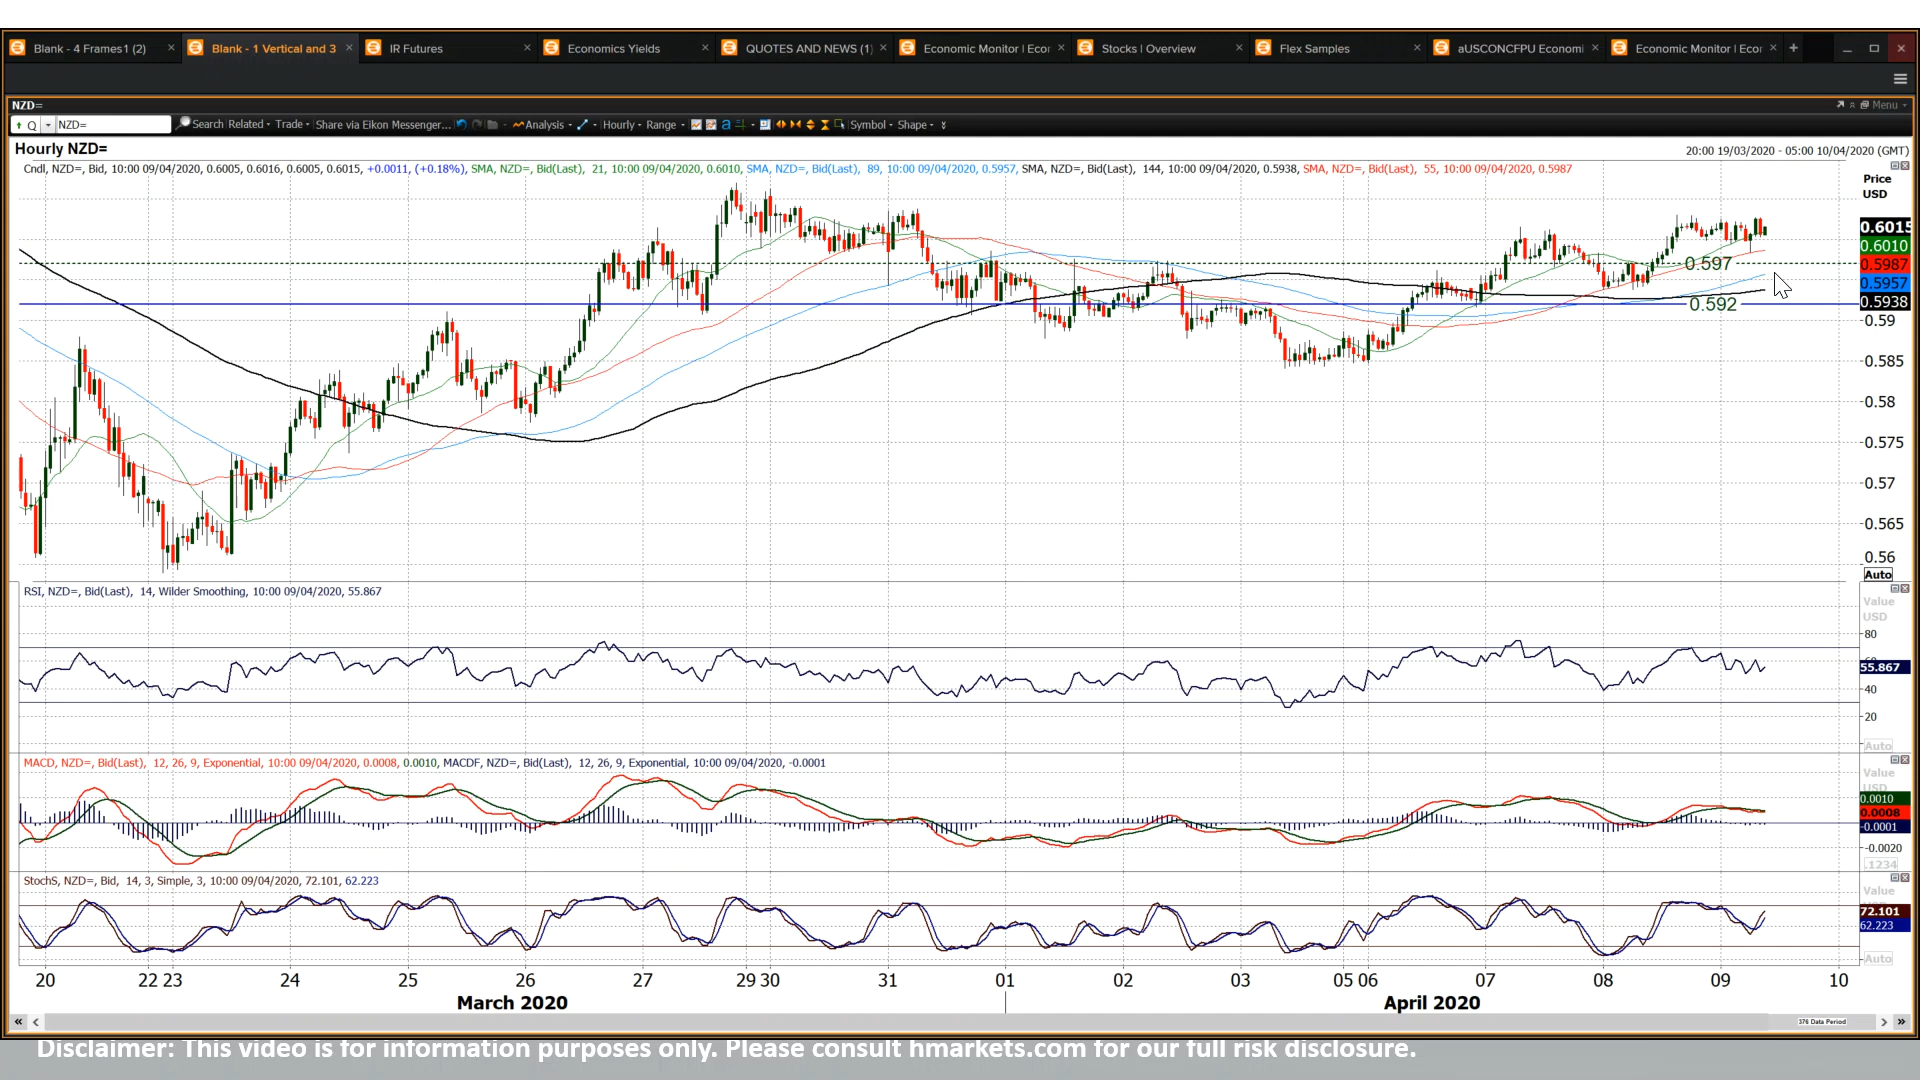 Blank - 4 Frames1 (2)
Blank - 1 Vertical and 3
IR Futures
Economics Yields
QUOTES AND NEWS (1)
Economic Monitor | Ecor
Stocks | Overview
Flex Samples
aUSCONCFPU Economi
Economic Monitor | Ecor
NZD=
Menu
Q NZD= Search Related Trade Share via Eikon Messenger... Analysis Hourly Range Symbol Shape
Hourly NZD=
20:00 19/03/2020 - 05:00 10/04/2020 (GMT)
Cndl, NZD=, Bid, 10:00 09/04/2020, 0.6005, 0.6016, 0.6005, 0.6015, +0.0011, (+0.18%), SMA, NZD=, Bid(Last), 21, 10:00 09/04/2020, 0.6010, SMA, NZD=, Bid(Last), 89, 10:00 09/04/2020, 0.5957, SMA, NZD=, Bid(Last), 144, 10:00 09/04/2020, 0.5938, SMA, NZD=, Bid(Last), 55, 10:00 09/04/2020, 0.5987
Price
USD
0.6015
0.6010
0.5987
0.5957
0.5938
0.597
0.592
0.59
0.585
0.58
0.575
0.57
0.565
0.56
Auto
RSI, NZD=, Bid(Last), 14, Wilder Smoothing, 10:00 09/04/2020, 55.867
Value
USD
80
55.867
40
20
Auto
MACD, NZD=, Bid(Last), 12, 26, 9, Exponential, 10:00 09/04/2020, 0.0008, 0.0010, MACDF, NZD=, Bid(Last), 12, 26, 9, Exponential, 10:00 09/04/2020, -0.0001
Value
USD
0.0010
0.0008
-0.0001
-0.0020
.1234
StochS, NZD=, Bid, 14, 3, Simple, 3, 10:00 09/04/2020, 72.101, 62.223
Value
72.101
62.223
Auto
20 22 23 24 25 26 27 29 30 31 01 02 03 05 06 07 08 09 10
March 2020 April 2020
376 Data Period
Disclaimer: This video is for information purposes only. Please consult hmarkets.com for our full risk disclosure.